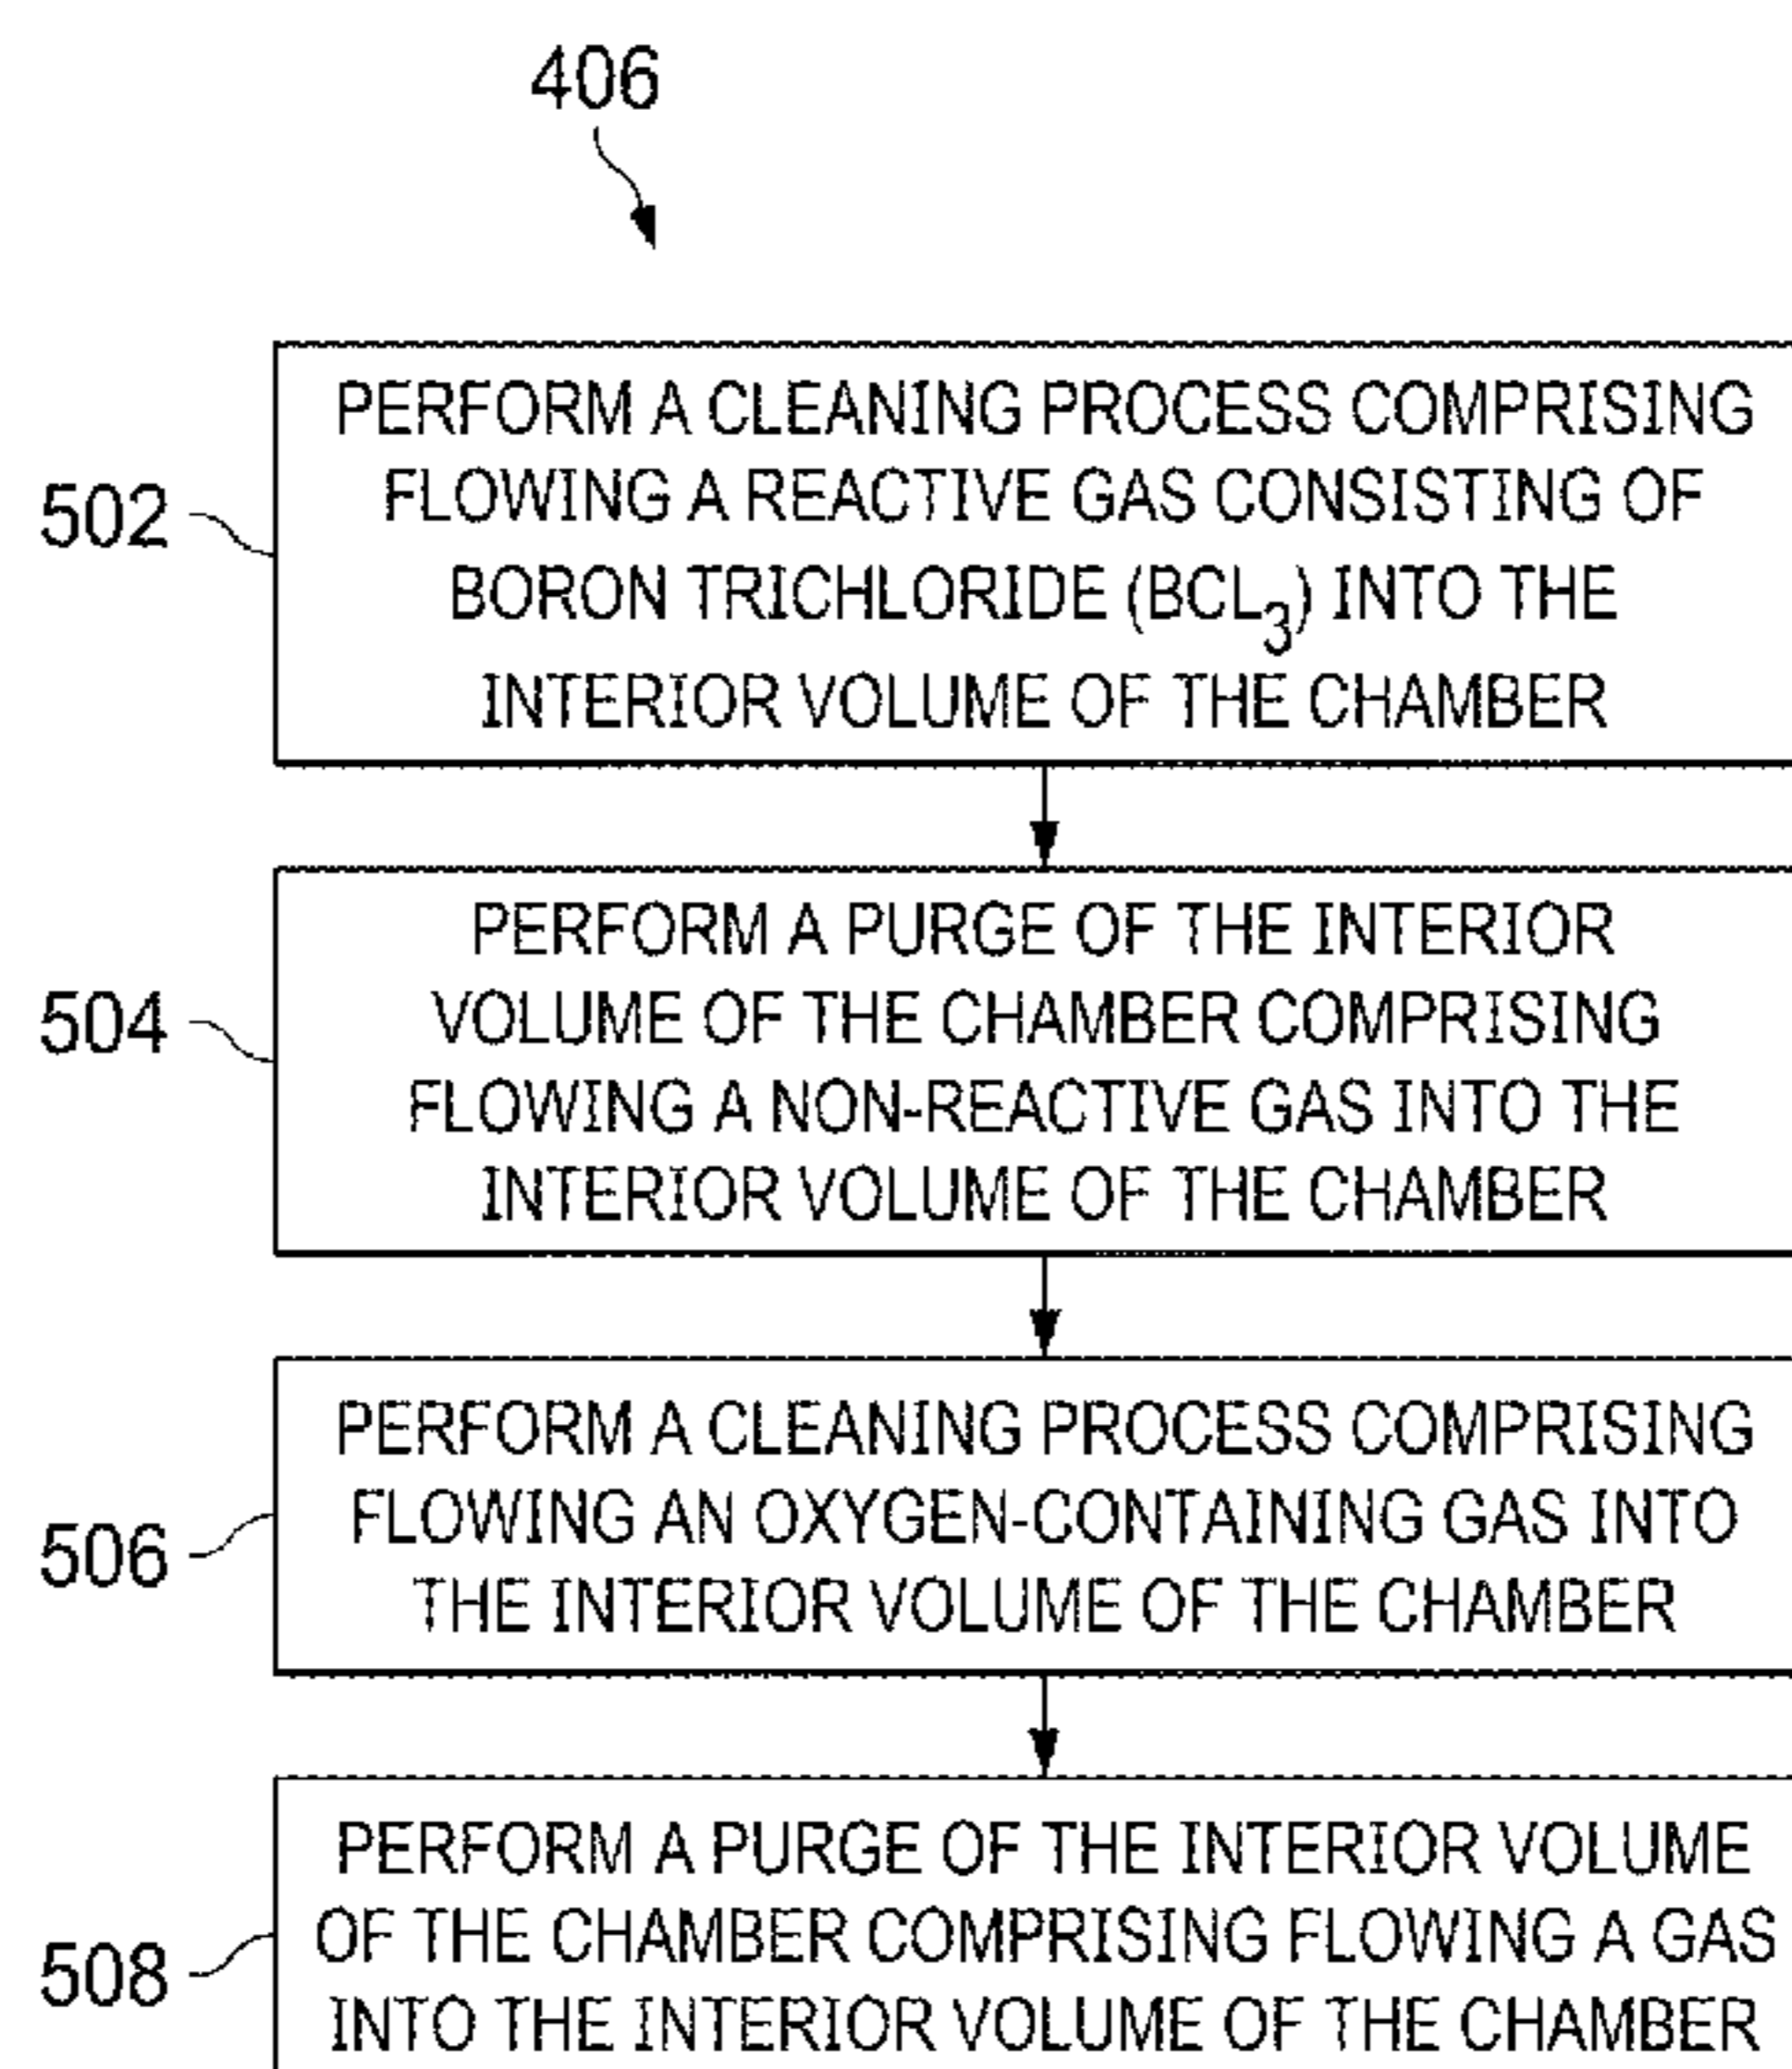 406
502
PERFORM A CLEANING PROCESS COMPRISING
FLOWING A REACTIVE GAS CONSISTING OF
BORON TRICHLORIDE (BCL₃) INTO THE
INTERIOR VOLUME OF THE CHAMBER
504
PERFORM A PURGE OF THE INTERIOR
VOLUME OF THE CHAMBER COMPRISING
FLOWING A NON-REACTIVE GAS INTO THE
INTERIOR VOLUME OF THE CHAMBER
506
PERFORM A CLEANING PROCESS COMPRISING
FLOWING AN OXYGEN-CONTAINING GAS INTO
THE INTERIOR VOLUME OF THE CHAMBER
508
PERFORM A PURGE OF THE INTERIOR VOLUME
OF THE CHAMBER COMPRISING FLOWING A GAS
INTO THE INTERIOR VOLUME OF THE CHAMBER